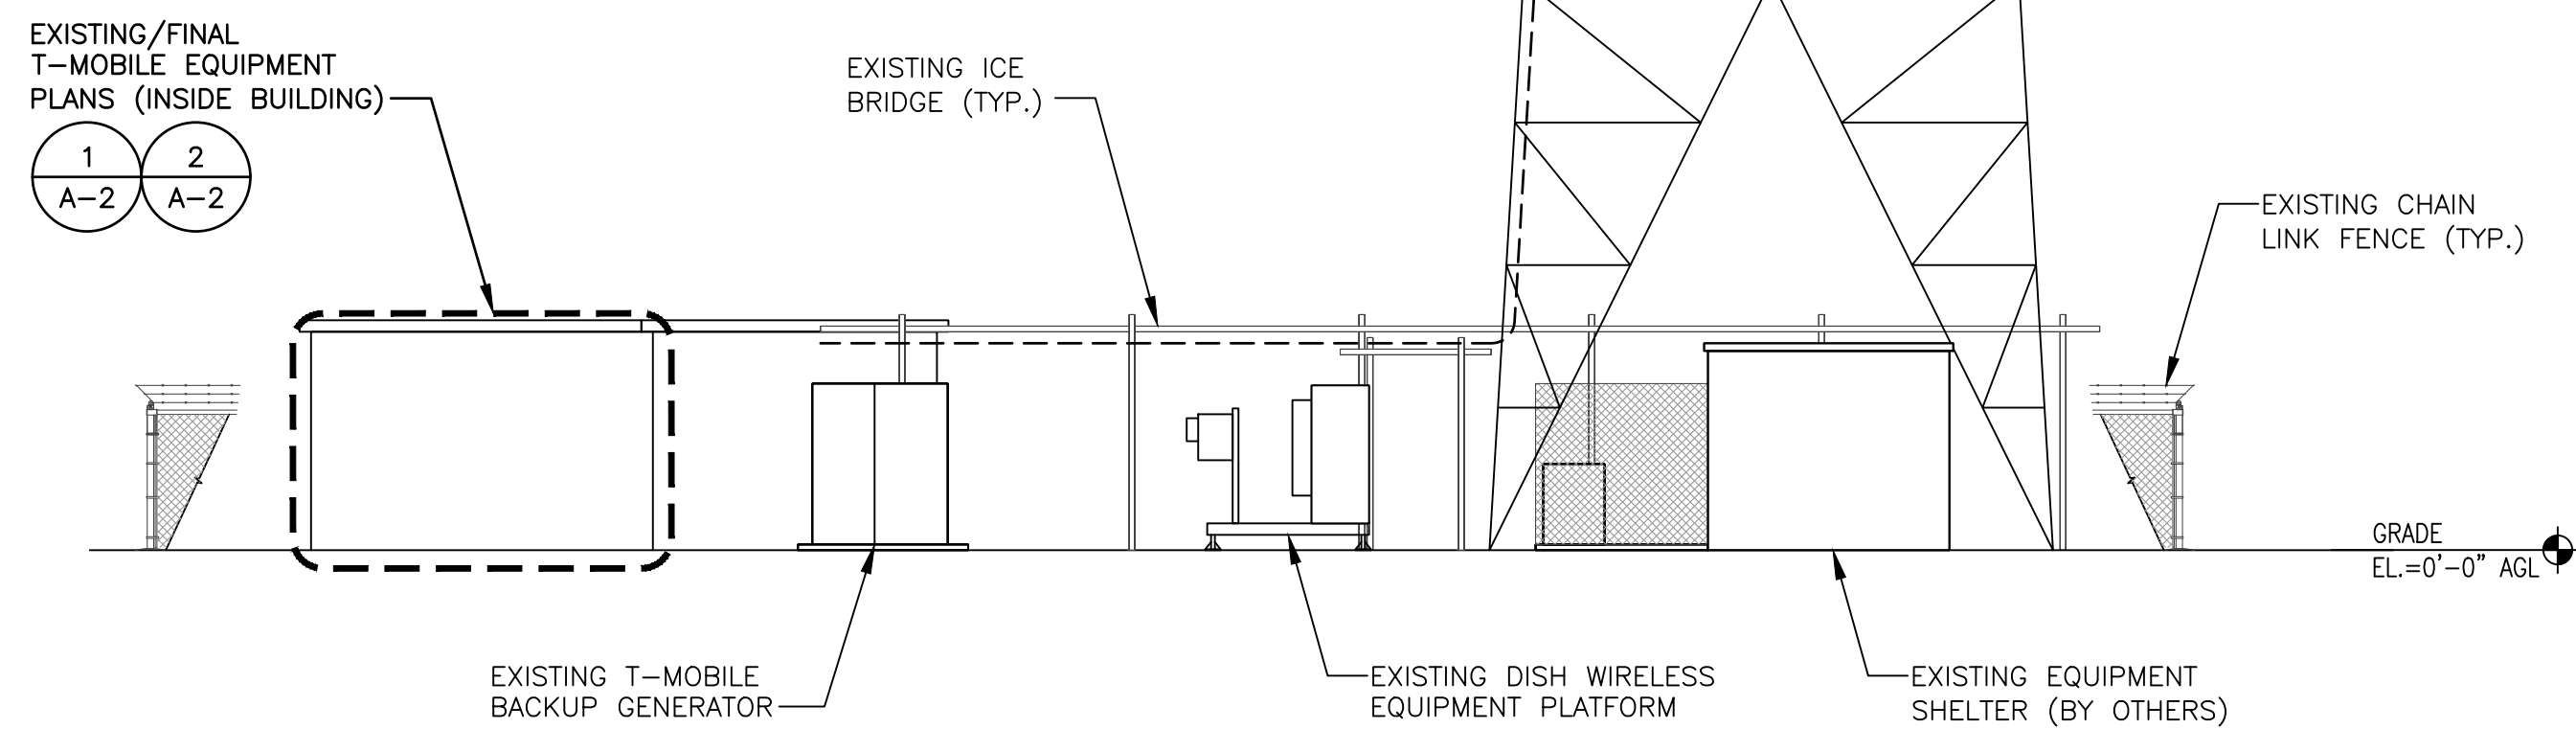 EXISTING/FINAL
T-MOBILE EQUIPMENT
PLANS (INSIDE BUILDING)
1
A-2
2
A-2
EXISTING ICE
BRIDGE (TYP.)
EXISTING CHAIN
LINK FENCE (TYP.)
GRADE
EL.=0'-0" AGL
EXISTING T-MOBILE
BACKUP GENERATOR
EXISTING DISH WIRELESS
EQUIPMENT PLATFORM
EXISTING EQUIPMENT
SHELTER (BY OTHERS)